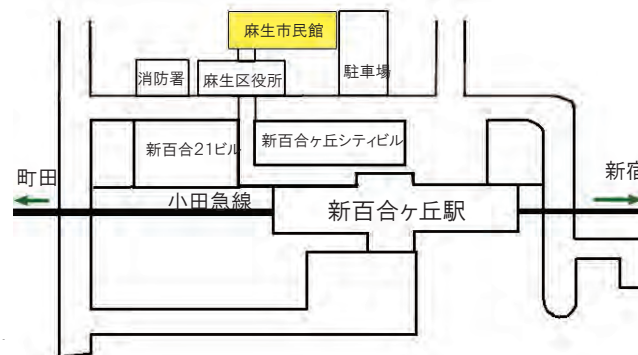 麻生市民館
消防署
麻生区役所
駐車場
新百合21ビル
新百合ヶ丘シティビル
町田
新宿
小田急線
新百合ヶ丘駅